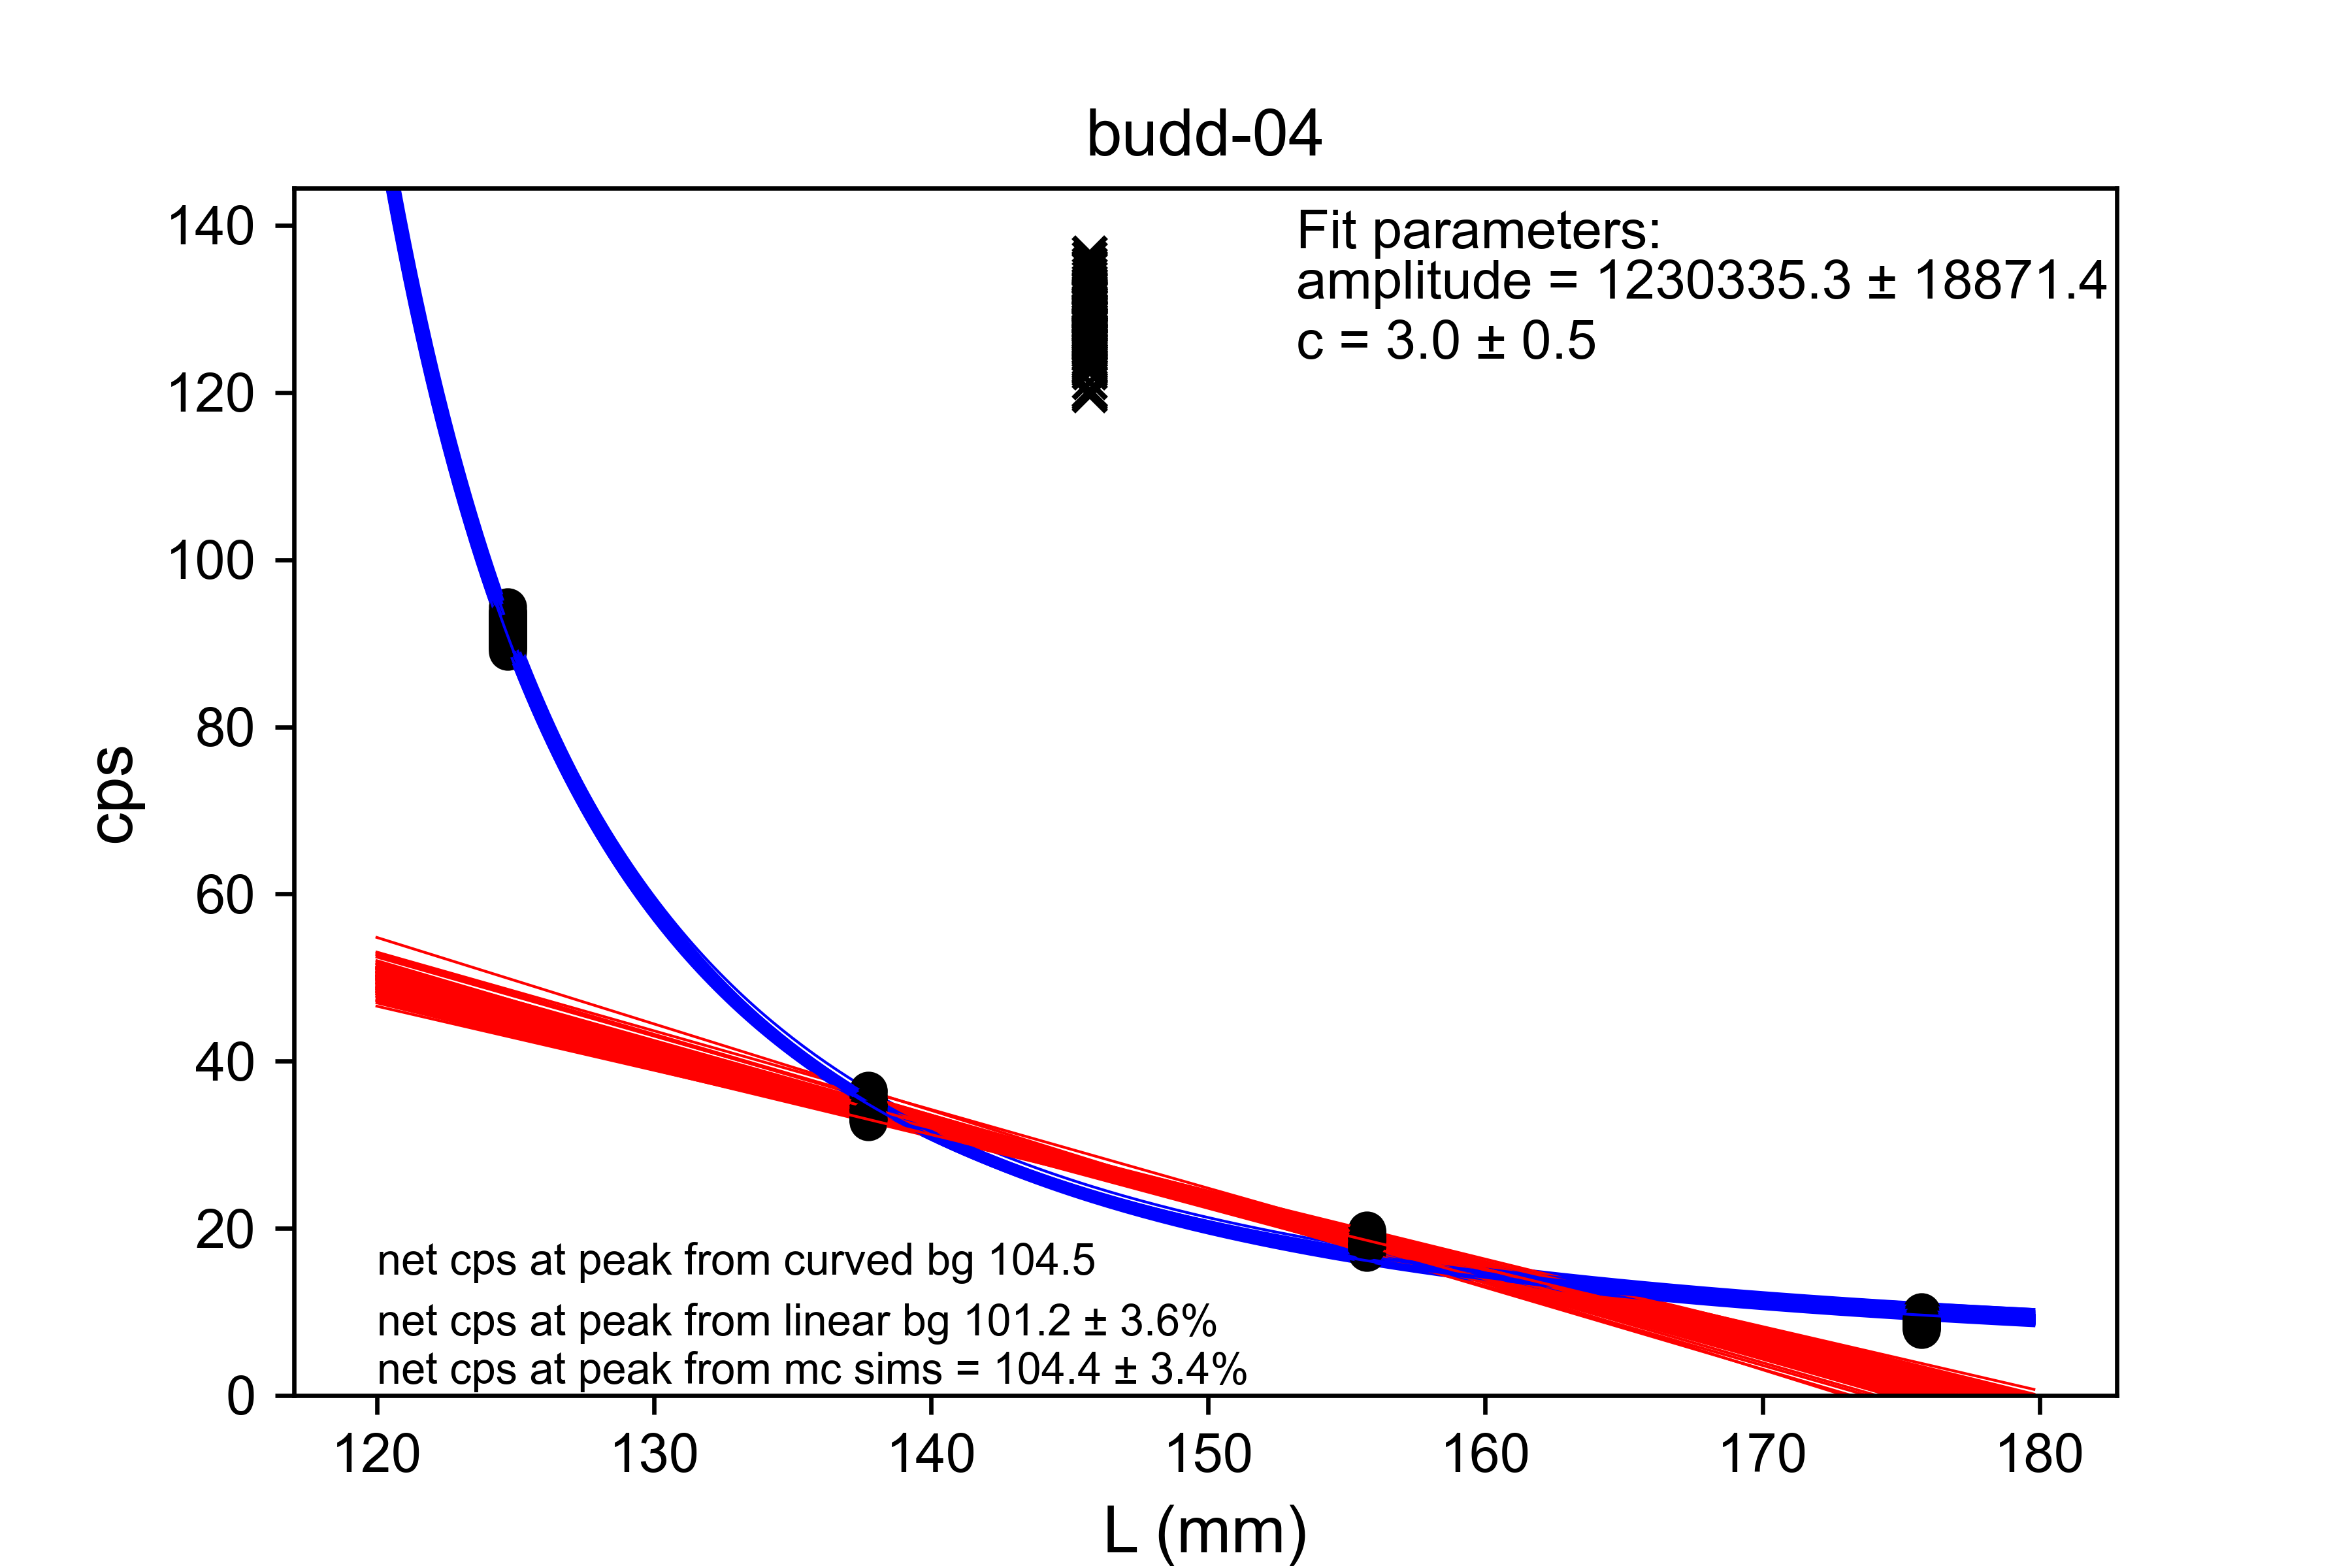 budd-04
Fit parameters:
amplitude = 1230335.3 ± 18871.4
c = 3.0 ± 0.5
140
120
100
80
60
40
20
0
cps
net cps at peak from curved bg 104.5
net cps at peak from linear bg 101.2 ± 3.6%
net cps at peak from mc sims = 104.4 ± 3.4%
120 130 140 150 160 170 180
L (mm)